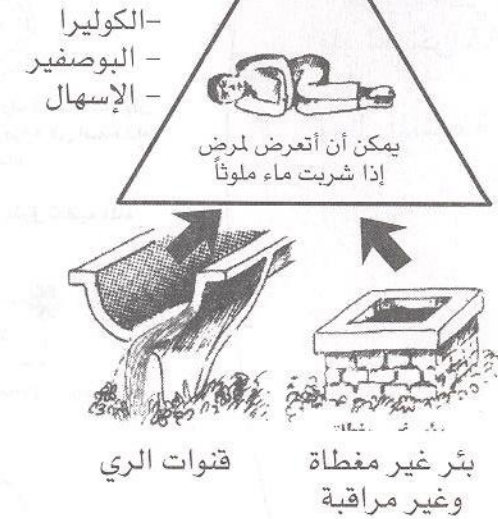 -الكوليرا
- البوصفير
- الإسهال
يمكن أن أتعرض لمرض
إذا شربت ماء ملوثاً
قنوات الري
بئر غير مغطاة
وغير مراقبة